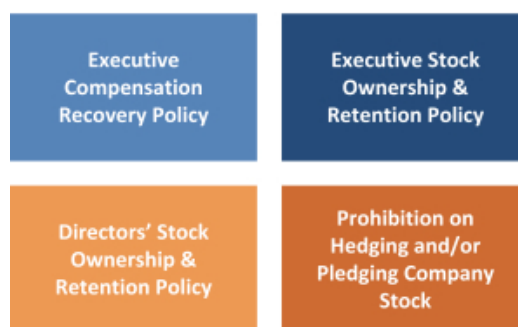 Executive
Compensation
Recovery Policy
Executive Stock
Ownership &
Retention Policy
Directors’ Stock
Ownership &
Retention Policy
Prohibition on
Hedging and/or
Pledging Company
Stock